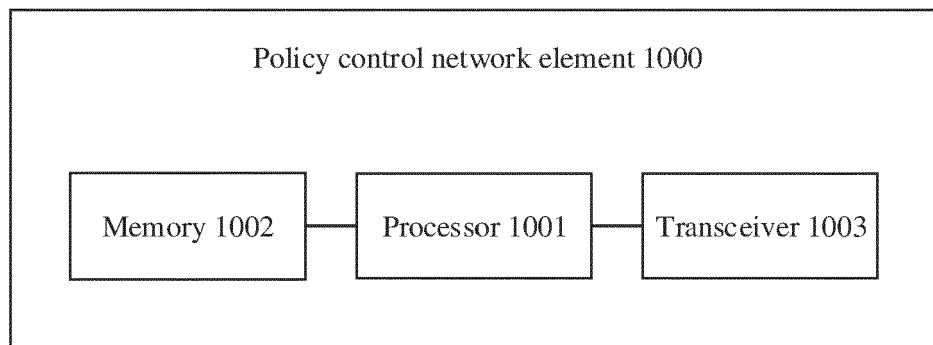 Policy control network element 1000
Memory 1002
Processor 1001
Transceiver 1003